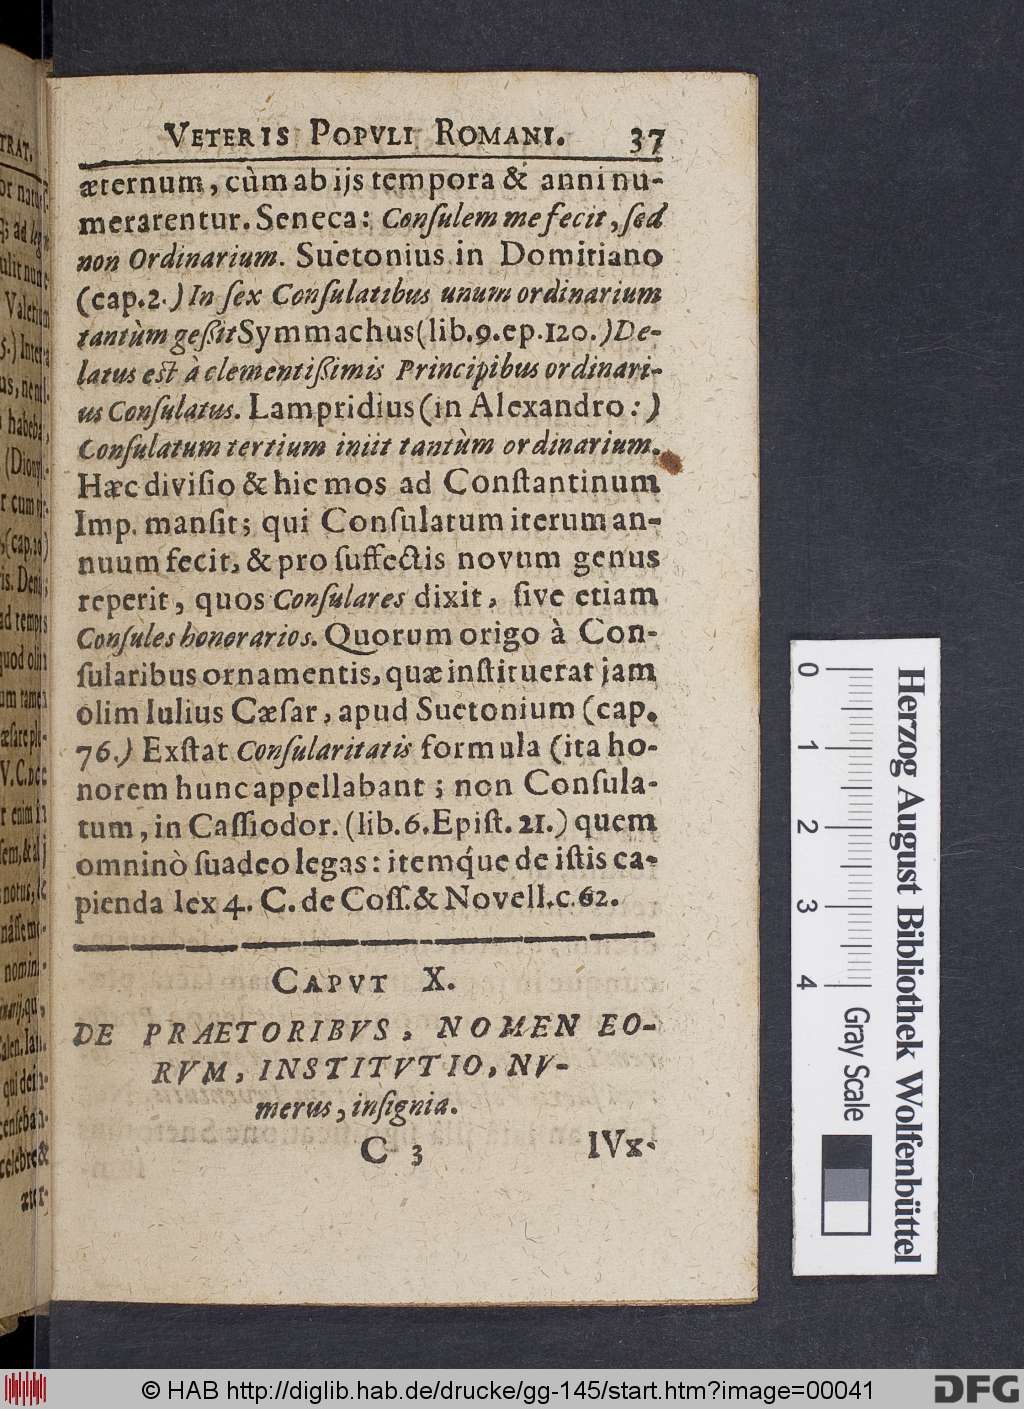 VETERIS POPVLI ROMANI. 37
æternum, cùm ab ijs tempora & anni nu-
merarentur. Seneca: Conſulem me fecit, ſed
non Ordinarium. Suetonius in Domitiano
(cap.2.) In ſex Conſulatibus unum ordinarium
tantùm geßit Symmachus (lib.9.ep.120.) De-
latus est à clementißimis Principibus ordinari-
us Conſulatus. Lampridius (in Alexandro:)
Conſulatum tertium iniit tantùm ordinarium.
Hæc diviſio & hic mos ad Conſtantinum
Imp. manſit; qui Conſulatum iterum an-
nuum fecit, & pro ſuffectis novum genus
reperit, quos Conſulares dixit, ſive etiam
Conſules honorarios. Quorum origo à Con-
ſularibus ornamentis, quæ inſtituerat jam
olim Iulius Cæſar, apud Suetonium (cap.
76.) Exſtat Conſularitatis formula (ita ho-
norem hunc appellabant; non Conſula-
tum, in Caſſiodor. (lib.6.Epiſt.21.) quem
omninò ſuadeo legas: itemq́ue de iſtis ca-
pienda lex 4. C. de Coſſ. & Novell.c.62.
CAPVT X.
DE PRAETORIBVS, NOMEN EO-
RVM, INSTITVTIO, NV-
merus, inſignia.
C 3 IVx-
0 1 2 3 4
Gray Scale
Herzog August Bibliothek Wolfenbüttel
© HAB http://diglib.hab.de/drucke/gg-145/start.htm?image=00041
DFG